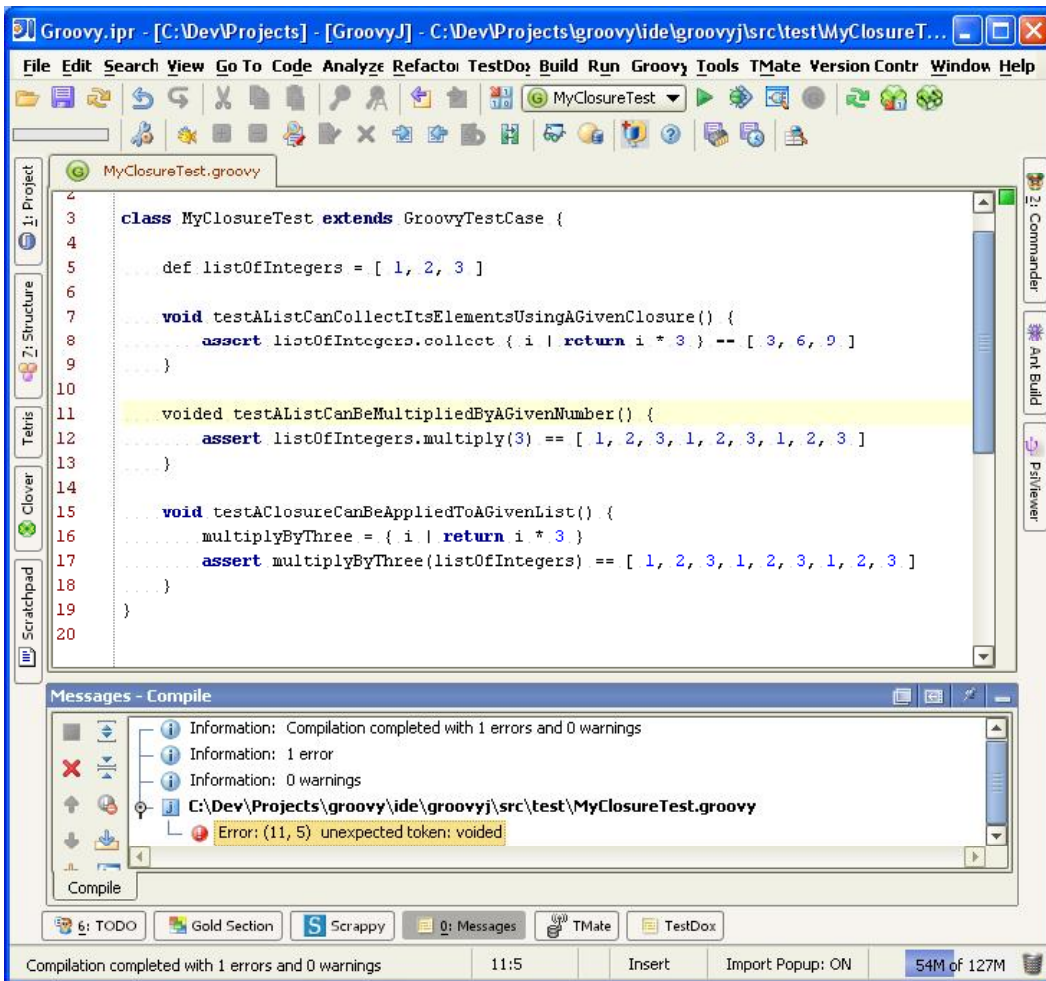 Groovy.ipr - [C:\Dev\Projects] - [GroovyJ] - C:\Dev\Projects\groovy\ide\groovyj\src\test\MyClosureT...
File Edit Search View Go To Code Analyze Refactor TestDox Build Run Groovy Tools TMate Version Contr Window Help
MyClosureTest
MyClosureTest.groovy
1: Project
7: Structure
Tetris
Clover
Scratchpad
2
3 class MyClosureTest extends GroovyTestCase {
4
5 def listOfIntegers = [ 1, 2, 3 ]
6
7 void testAListCanCollectItsElementsUsingAGivenClosure() {
8 assert listOfIntegers.collect { i | return i * 3 } == [ 3, 6, 9 ]
9 }
10
11 voided testAListCanBeMultipliedByAGivenNumber() {
12 assert listOfIntegers.multiply(3) == [ 1, 2, 3, 1, 2, 3, 1, 2, 3 ]
13 }
14
15 void testAClosureCanBeAppliedToAGivenList() {
16 multiplyByThree = { i | return i * 3 }
17 assert multiplyByThree(listOfIntegers) == [ 1, 2, 3, 1, 2, 3, 1, 2, 3 ]
18 }
19 }
20
2: Commander
Ant Build
PsiViewer
Messages - Compile
Information: Compilation completed with 1 errors and 0 warnings
Information: 1 error
Information: 0 warnings
C:\Dev\Projects\groovy\ide\groovyj\src\test\MyClosureTest.groovy
Error: (11, 5) unexpected token: voided
Compile
6: TODO Gold Section Scrappy 0: Messages TMate TestDox
Compilation completed with 1 errors and 0 warnings 11:5 Insert Import Popup: ON 54M of 127M